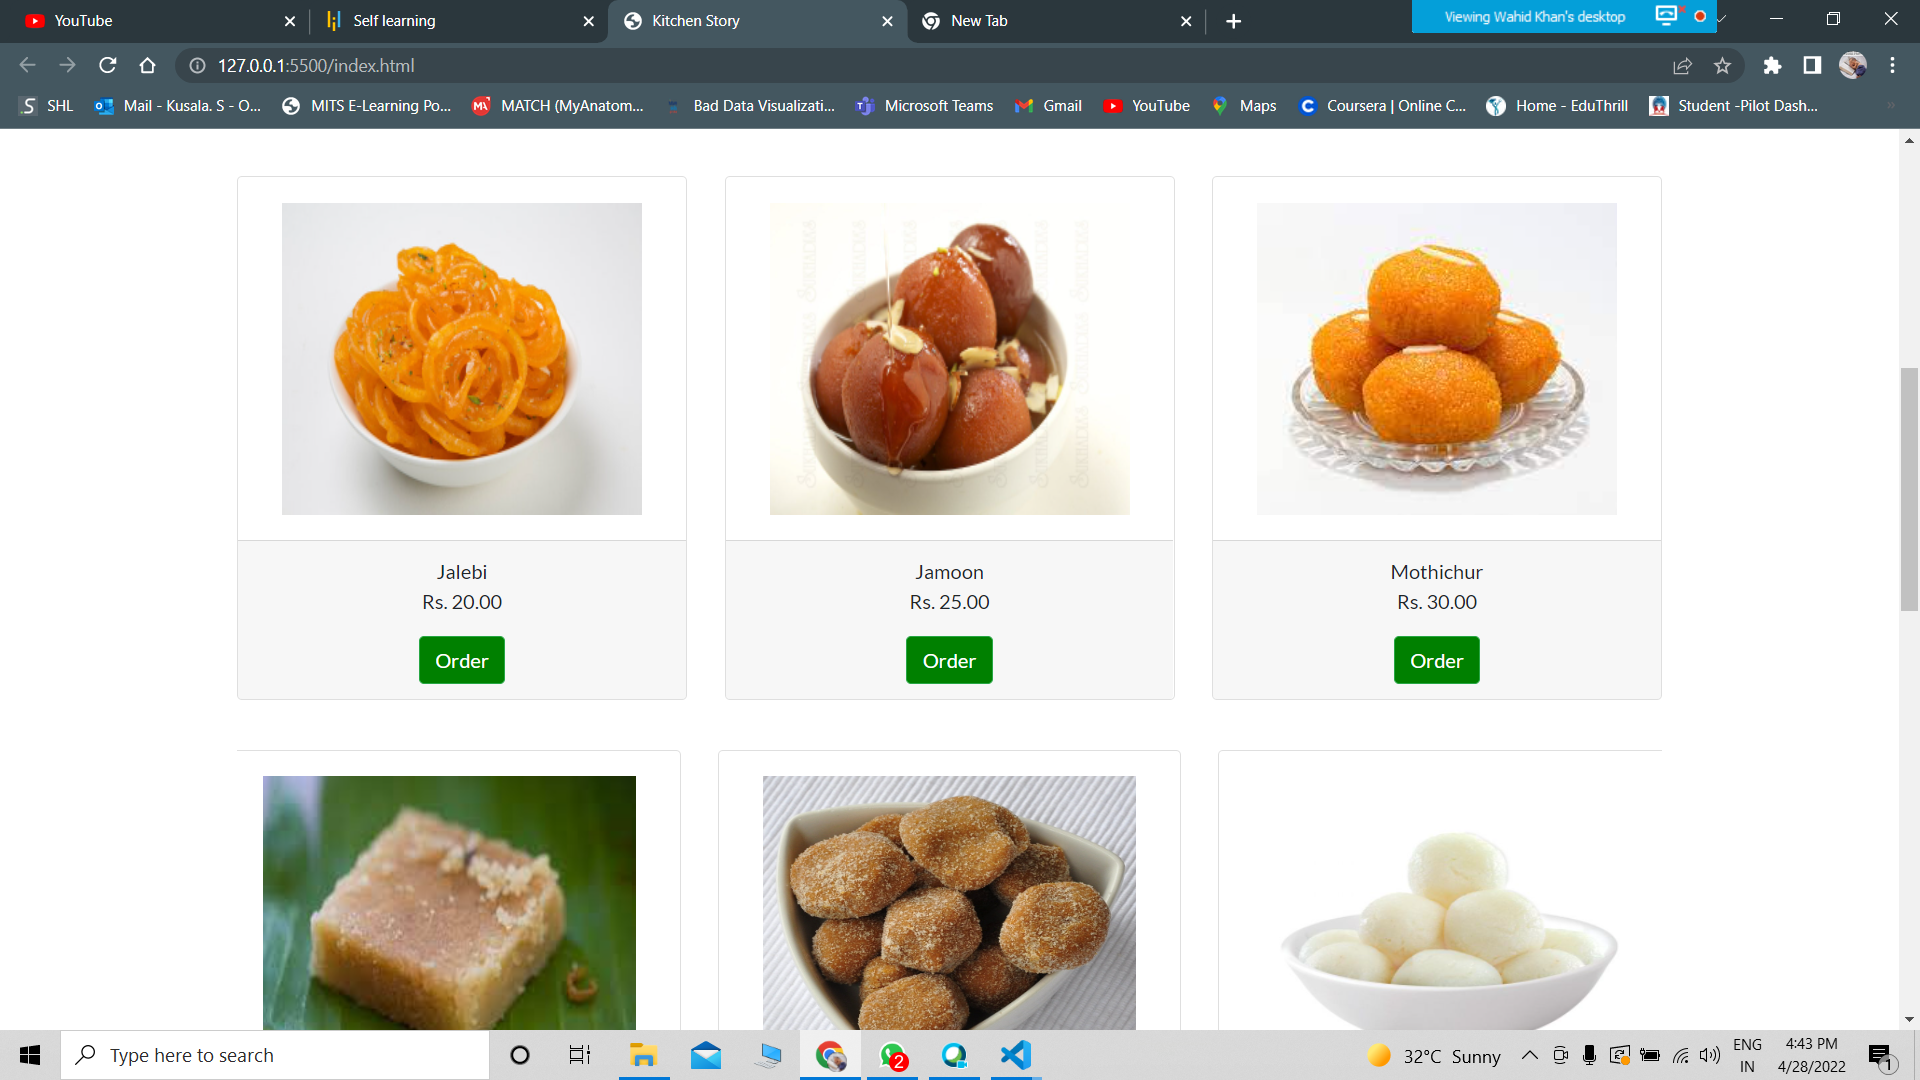 YouTube
Self learning
Kitchen Story
New Tab
Viewing Wahid Khan's desktop
127.0.0.1:5500/index.html
SHL
Mail - Kusala. S - O...
MITS E-Learning Po...
MATCH (MyAnatom...
Bad Data Visualizati...
Microsoft Teams
Gmail
YouTube
Maps
Coursera | Online C...
Home - EduThrill
Student -Pilot Dash...
Jalebi
Rs. 20.00
Order
Jamoon
Rs. 25.00
Order
Mothichur
Rs. 30.00
Order
Type here to search
2
32°C Sunny
ENG
IN
4:43 PM
4/28/2022
1